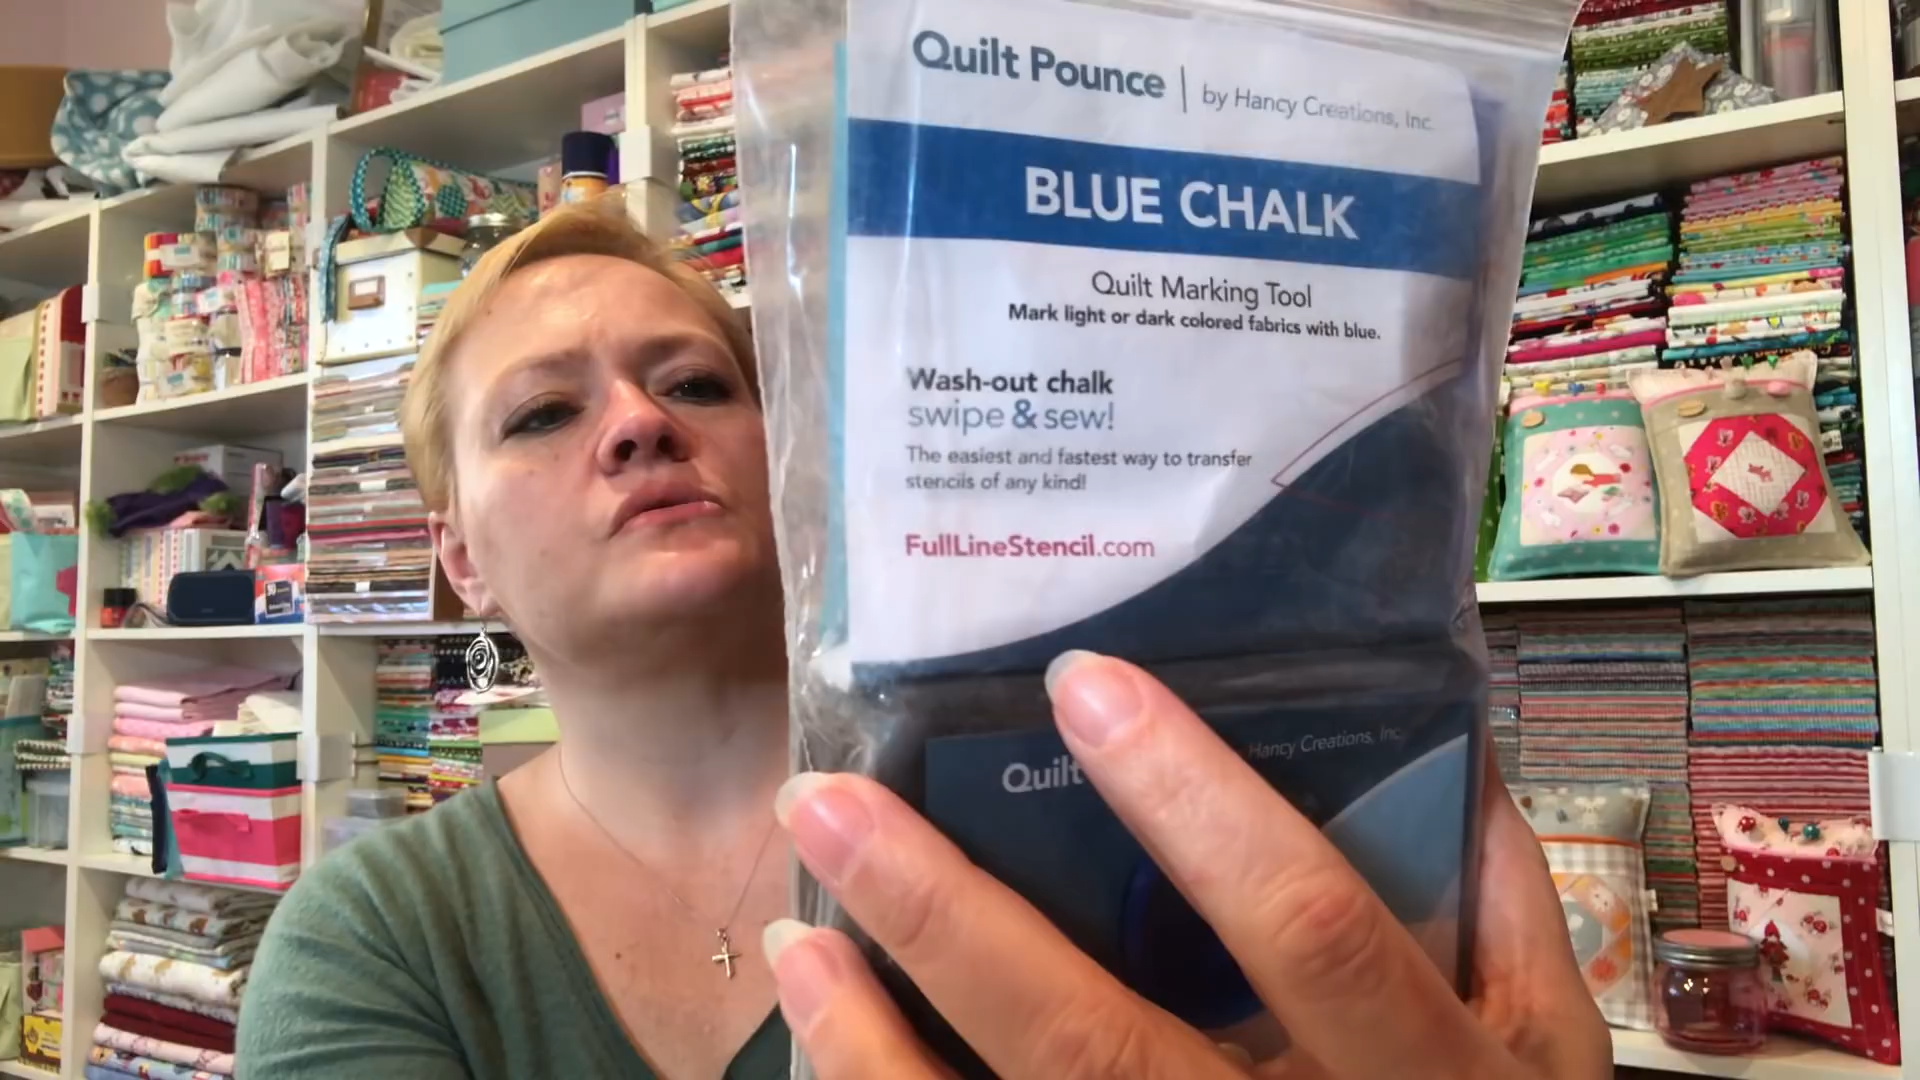 Quilt Pounce | by Hancy Creations, Inc.
BLUE CHALK
Quilt Marking Tool
Mark light or dark colored fabrics with blue.
Wash-out chalk
swipe & sew!
The easiest and fastest way to transfer
stencils of any kind!
FullLineStencil.com
Quilt Hancy Creations, Inc.